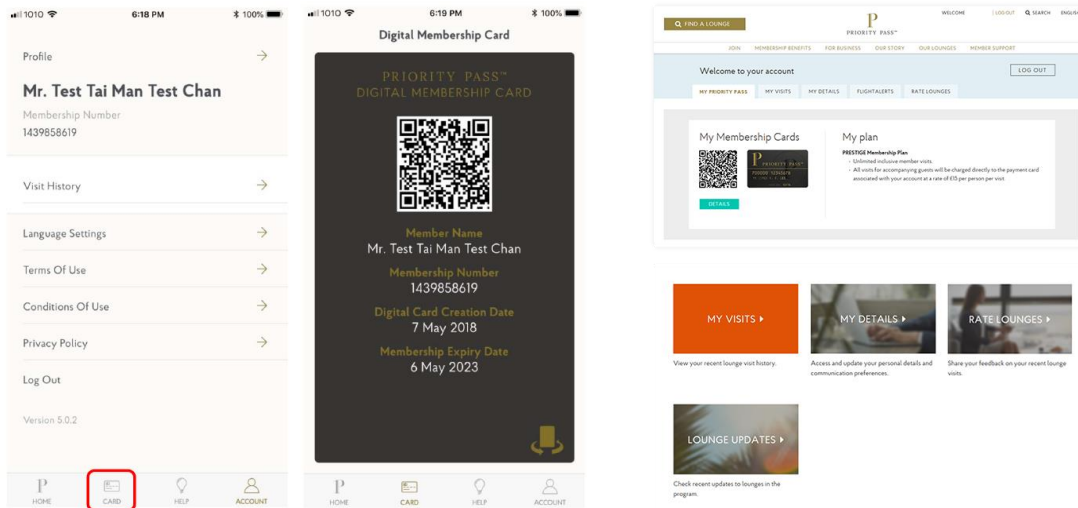 1010
6:18 PM
100%
Profile
Mr. Test Tai Man Test Chan
Membership Number
1439858619
Visit History
Language Settings
Terms Of Use
Conditions Of Use
Privacy Policy
Log Out
Version 5.0.2
P
HOME
CARD
HELP
ACCOUNT
1010
6:19 PM
100%
Digital Membership Card
PRIORITY PASS™
DIGITAL MEMBERSHIP CARD
Member Name
Mr. Test Tai Man Test Chan
Membership Number
1439858619
Digital Card Creation Date
7 May 2018
Membership Expiry Date
6 May 2023
P
HOME
CARD
HELP
ACCOUNT
FIND A LOUNGE
P
PRIORITY PASS™
WELCOME
LOGOUT
SEARCH
ENGLISH
JOIN
MEMBERSHIP BENEFITS
FOR BUSINESS
OUR STORY
OUR LOUNGES
MEMBER SUPPORT
Welcome to your account
LOG OUT
MY PRIORITY PASS
MY VISITS
MY DETAILS
FLIGHTALERTS
RATE LOUNGES
My Membership Cards
P
PRIORITY PASS
DETAILS
My plan
PRESTIGE Membership Plan
- Unlimited inclusive member visits.
- All visits for accompanying guests will be charged directly to the payment card
associated with your account at a rate of £15 per person per visit.
MY VISITS
View your recent lounge visit history.
MY DETAILS
Access and update your personal details and
communication preferences.
RATE LOUNGES
Share your feedback on your recent lounge
visits.
LOUNGE UPDATES
Check recent updates to lounges in the
program.